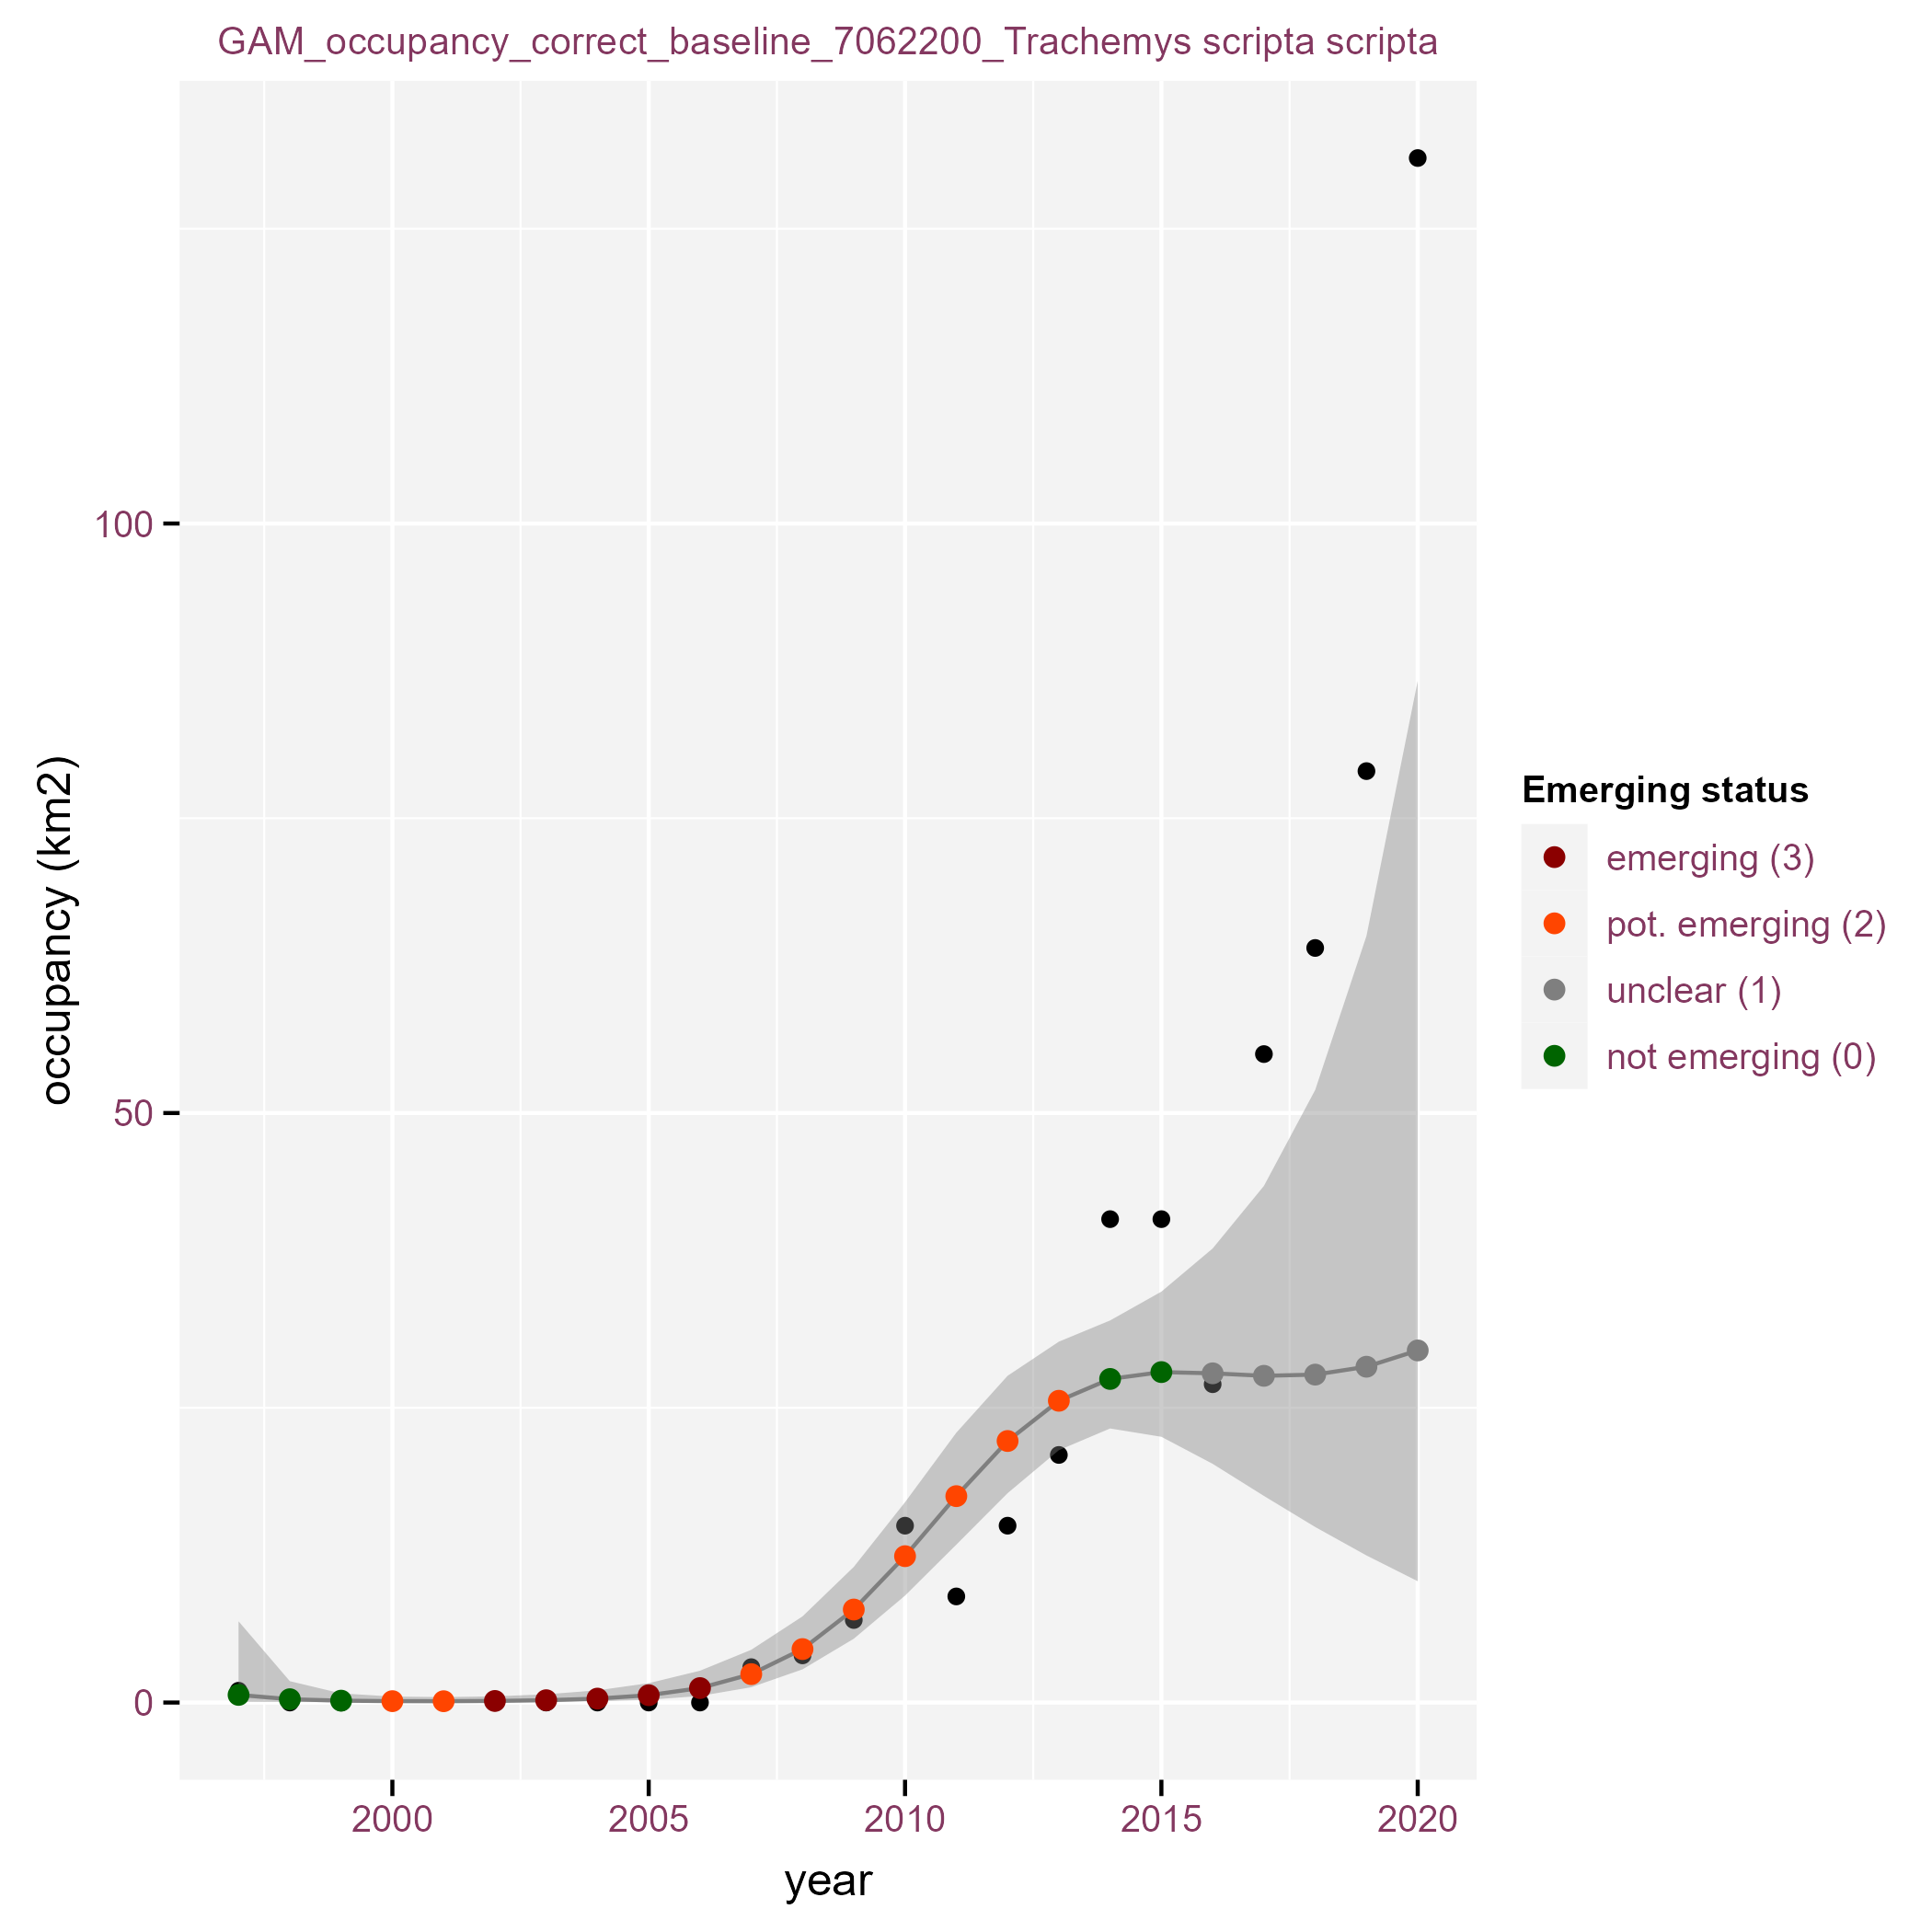 GAM_occupancy_correct_baseline_7062200_Trachemys scripta scripta
occupancy (km2)
100
50
0
2000 2005 2010 2015 2020
year
Emerging status
emerging (3)
pot. emerging (2)
unclear (1)
not emerging (0)